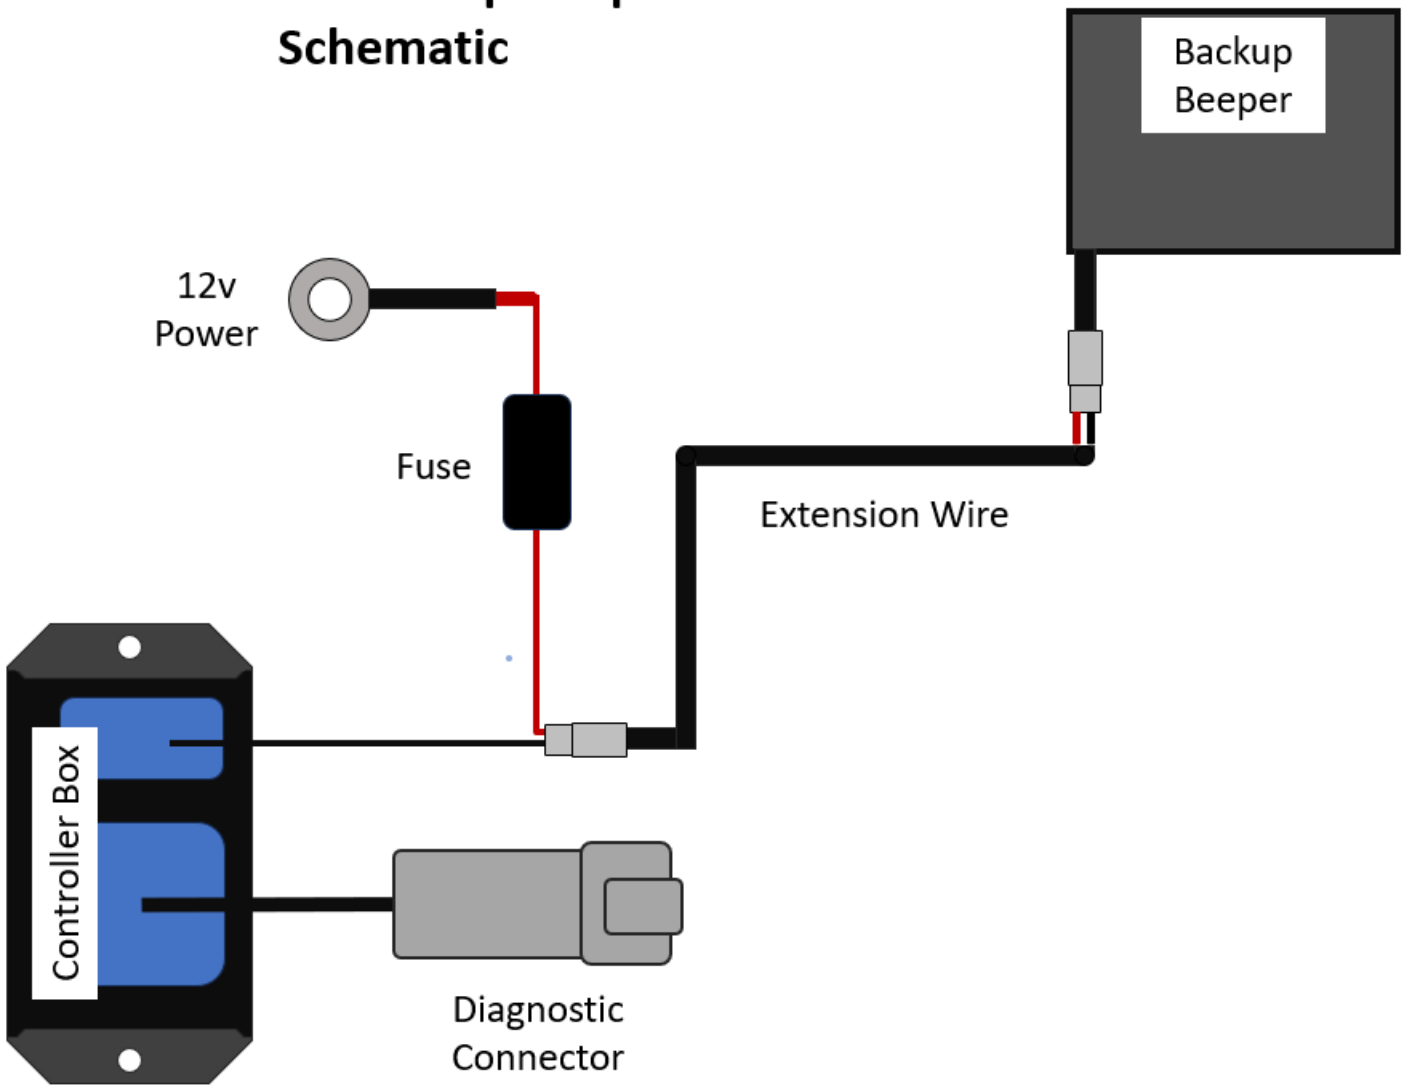 Schematic
Backup
Beeper
12v
Power
Fuse
Extension Wire
Controller Box
Diagnostic
Connector